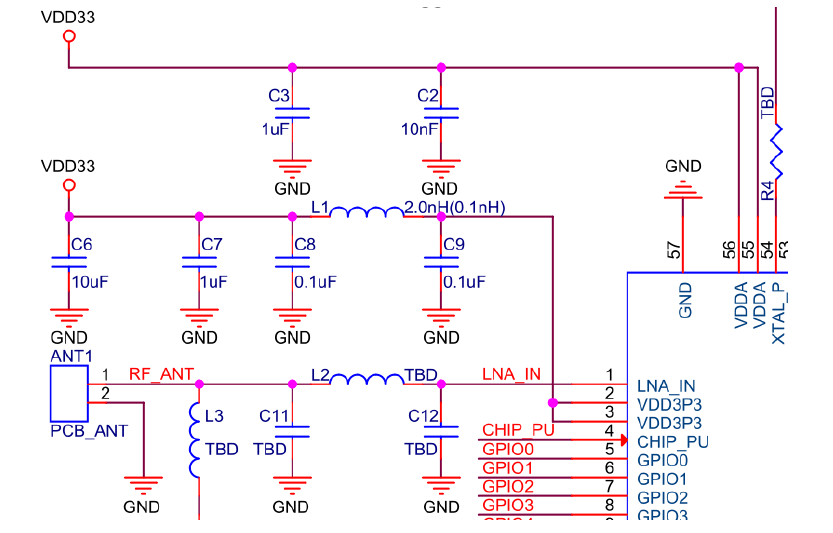 VDD33
C3
1uF
GND
C2
10nF
GND
TBD
R4
VDD33
L1
2.0nH(0.1nH)
C6
10uF
GND
C7
1uF
GND
C8
0.1uF
GND
C9
0.1uF
GND
GND
57
56
55
54
53
GND
VDDA
VDDA
XTAL_P
ANT1
1
2
PCB_ANT
RF_ANT
GND
L3
TBD
C11
TBD
GND
L2
TBD
C12
TBD
GND
LNA_IN
1
LNA_IN
2
VDD3P3
3
VDD3P3
CHIP_PU
4
CHIP_PU
GPIO0
5
GPIO0
GPIO1
6
GPIO1
GPIO2
7
GPIO2
GPIO3
8
GPIO3